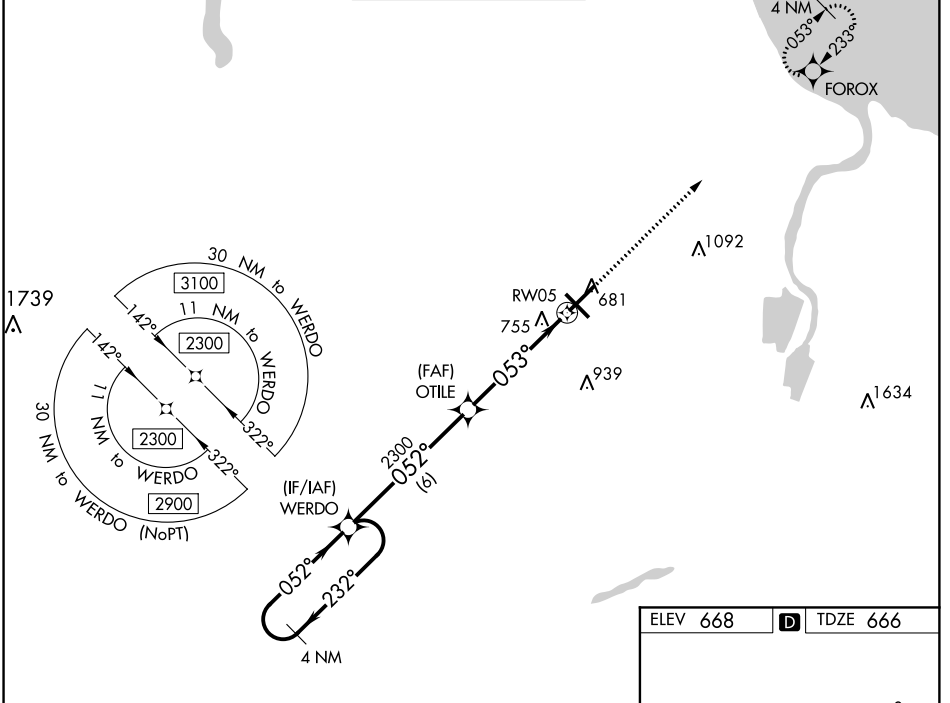 4 NM
053°
233°
FOROX
1092
30 NM to WERDO
3100
142°
11 NM to WERDO
2300
322°
1739
RW05
681
755
053°
(FAF)
OTILE
939
1634
142°
11 NM to WERDO
2300
322°
30 NM to WERDO (NoPT)
2900
2300
052°
(6)
(IF/IAF)
WERDO
052°
232°
4 NM
ELEV 668 D TDZE 666